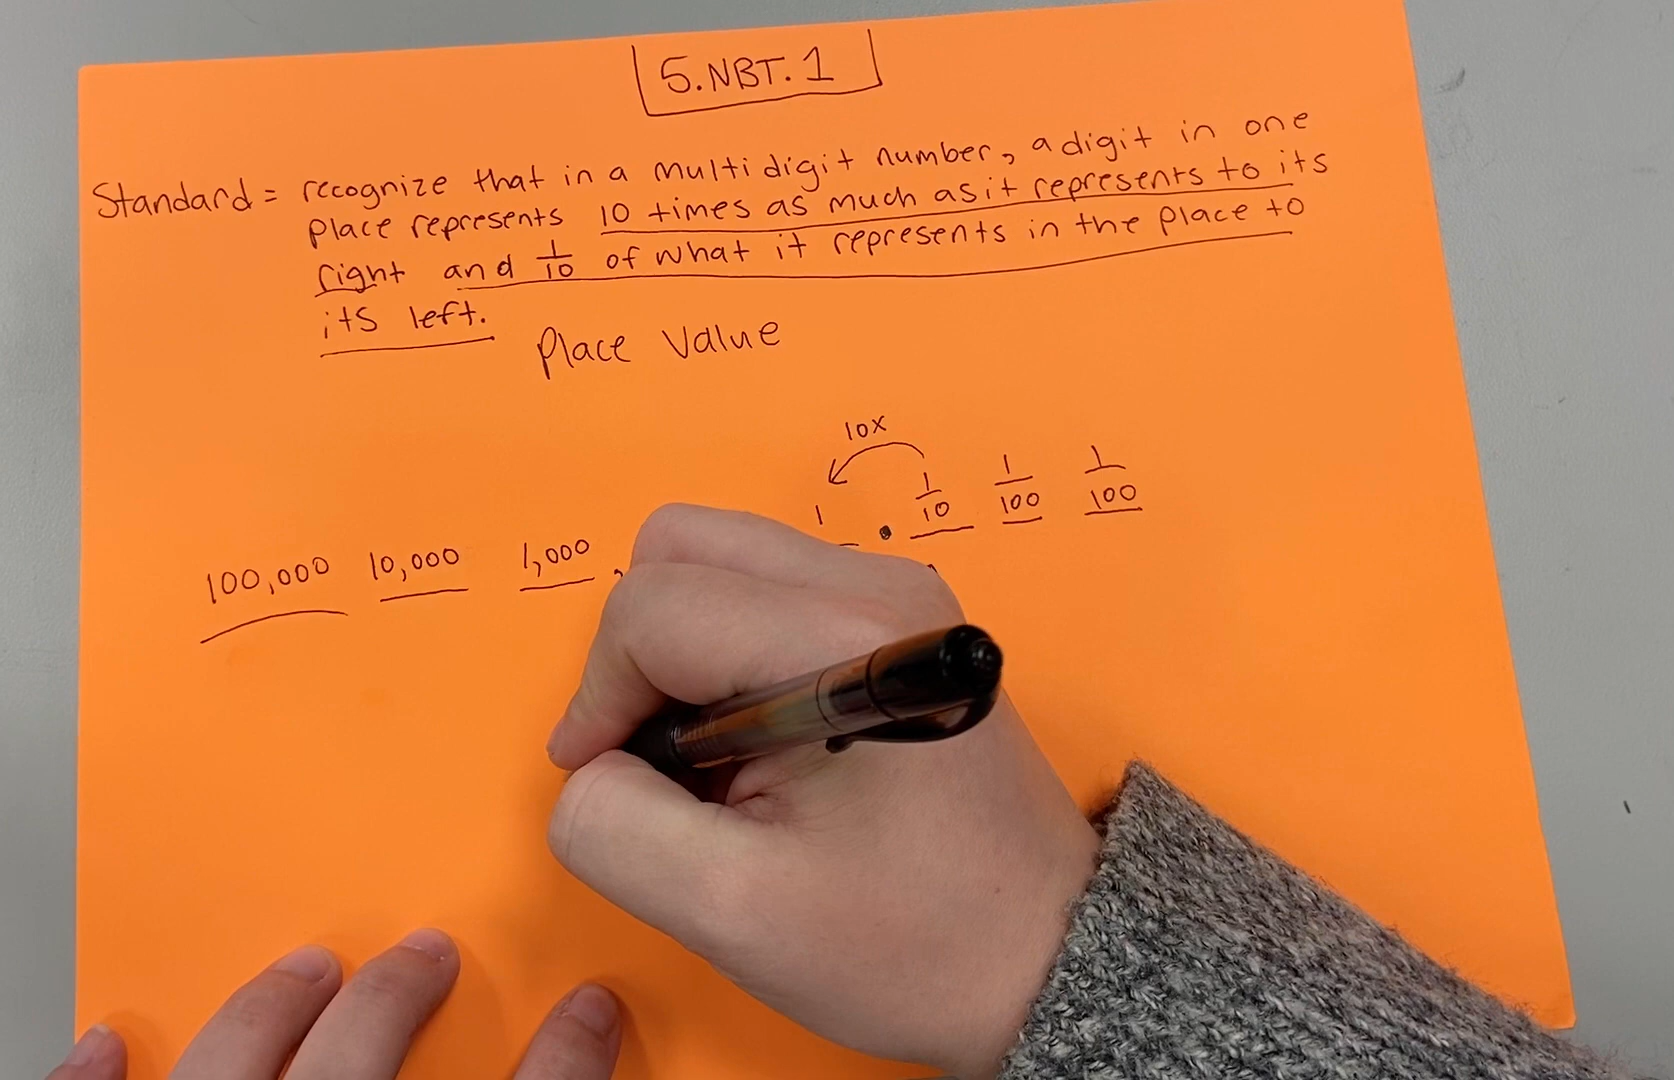 5.NBT.1
Standard = recognize that in a multi digit number, a digit in one
place represents 10 times as much as it represents to its
right and 1/10 of what it represents in the place to
its left.
Place Value
10x
100,000 10,000 1,000 , 1 . 1/10 1/100 1/100